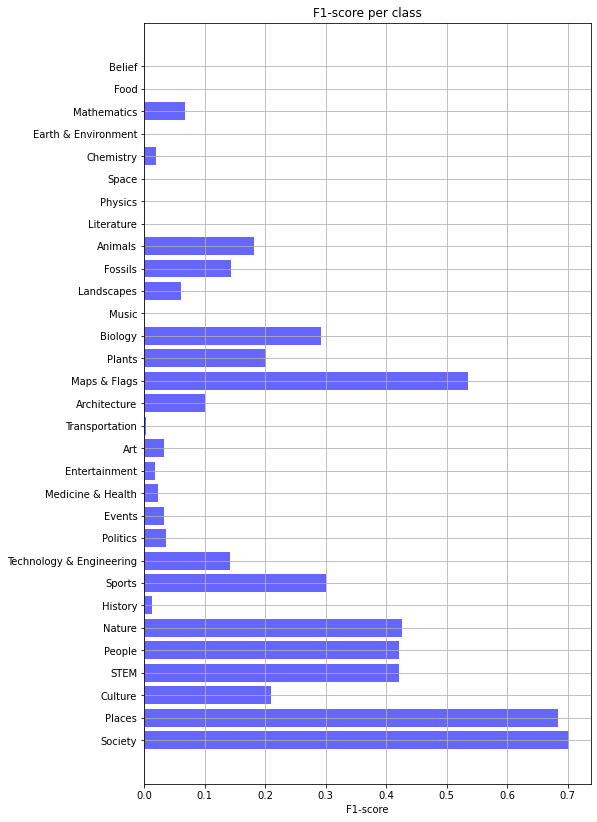 F1-score per class
Belief
Food
Mathematics
Earth & Environment
Chemistry
Space
Physics
Literature
Animals
Fossils
Landscapes
Music
Biology
Plants
Maps & Flags
Architecture
Transportation
Art
Entertainment
Medicine & Health
Events
Politics
Technology & Engineering
Sports
History
Nature
People
STEM
Culture
Places
Society
0.0 0.1 0.2 0.3 0.4 0.5 0.6 0.7
F1-score